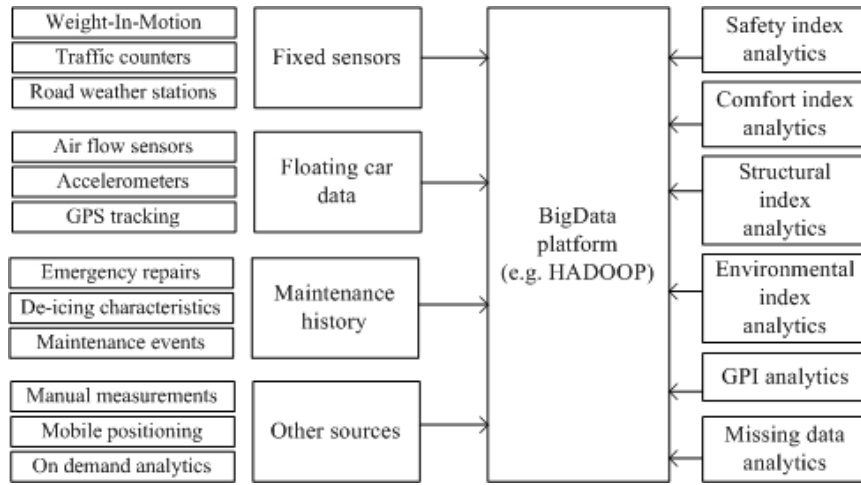 Weight-In-Motion
Traffic counters
Road weather stations
Fixed sensors
Air flow sensors
Accelerometers
GPS tracking
Floating car
data
Emergency repairs
De-icing characteristics
Maintenance events
Maintenance
history
Manual measurements
Mobile positioning
On demand analytics
Other sources
BigData
platform
(e.g. HADOOP)
Safety index
analytics
Comfort index
analytics
Structural
index
analytics
Environmental
index
analytics
GPI analytics
Missing data
analytics